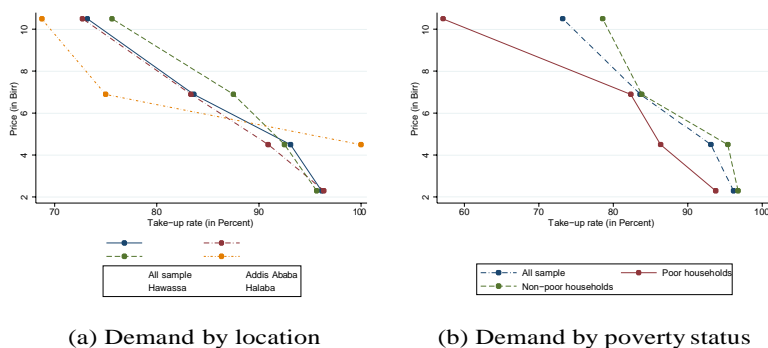 Price (in Birr)
10
8
6
4
2
70 80 90 100
Take−up rate (in Percent)
All sample Addis Ababa
Hawassa Halaba
(a) Demand by location
Price (in Birr)
10
8
6
4
2
60 70 80 90 100
Take−up rate (in Percent)
All sample Poor households
Non−poor households
(b) Demand by poverty status